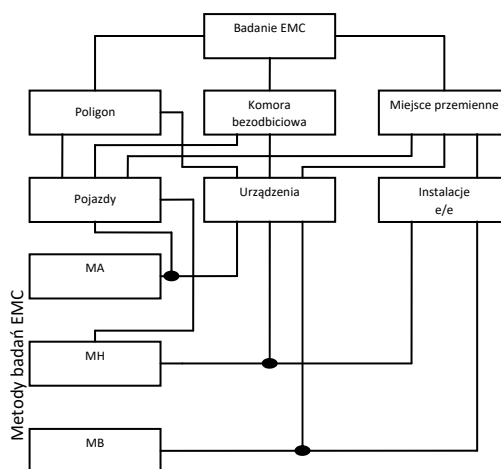 Badanie EMC
Poligon
Komora
bezodbiciowa
Miejsce przemienne
Pojazdy
Urządzenia
Instalacje
e/e
MA
MH
MB
Metody badań EMC